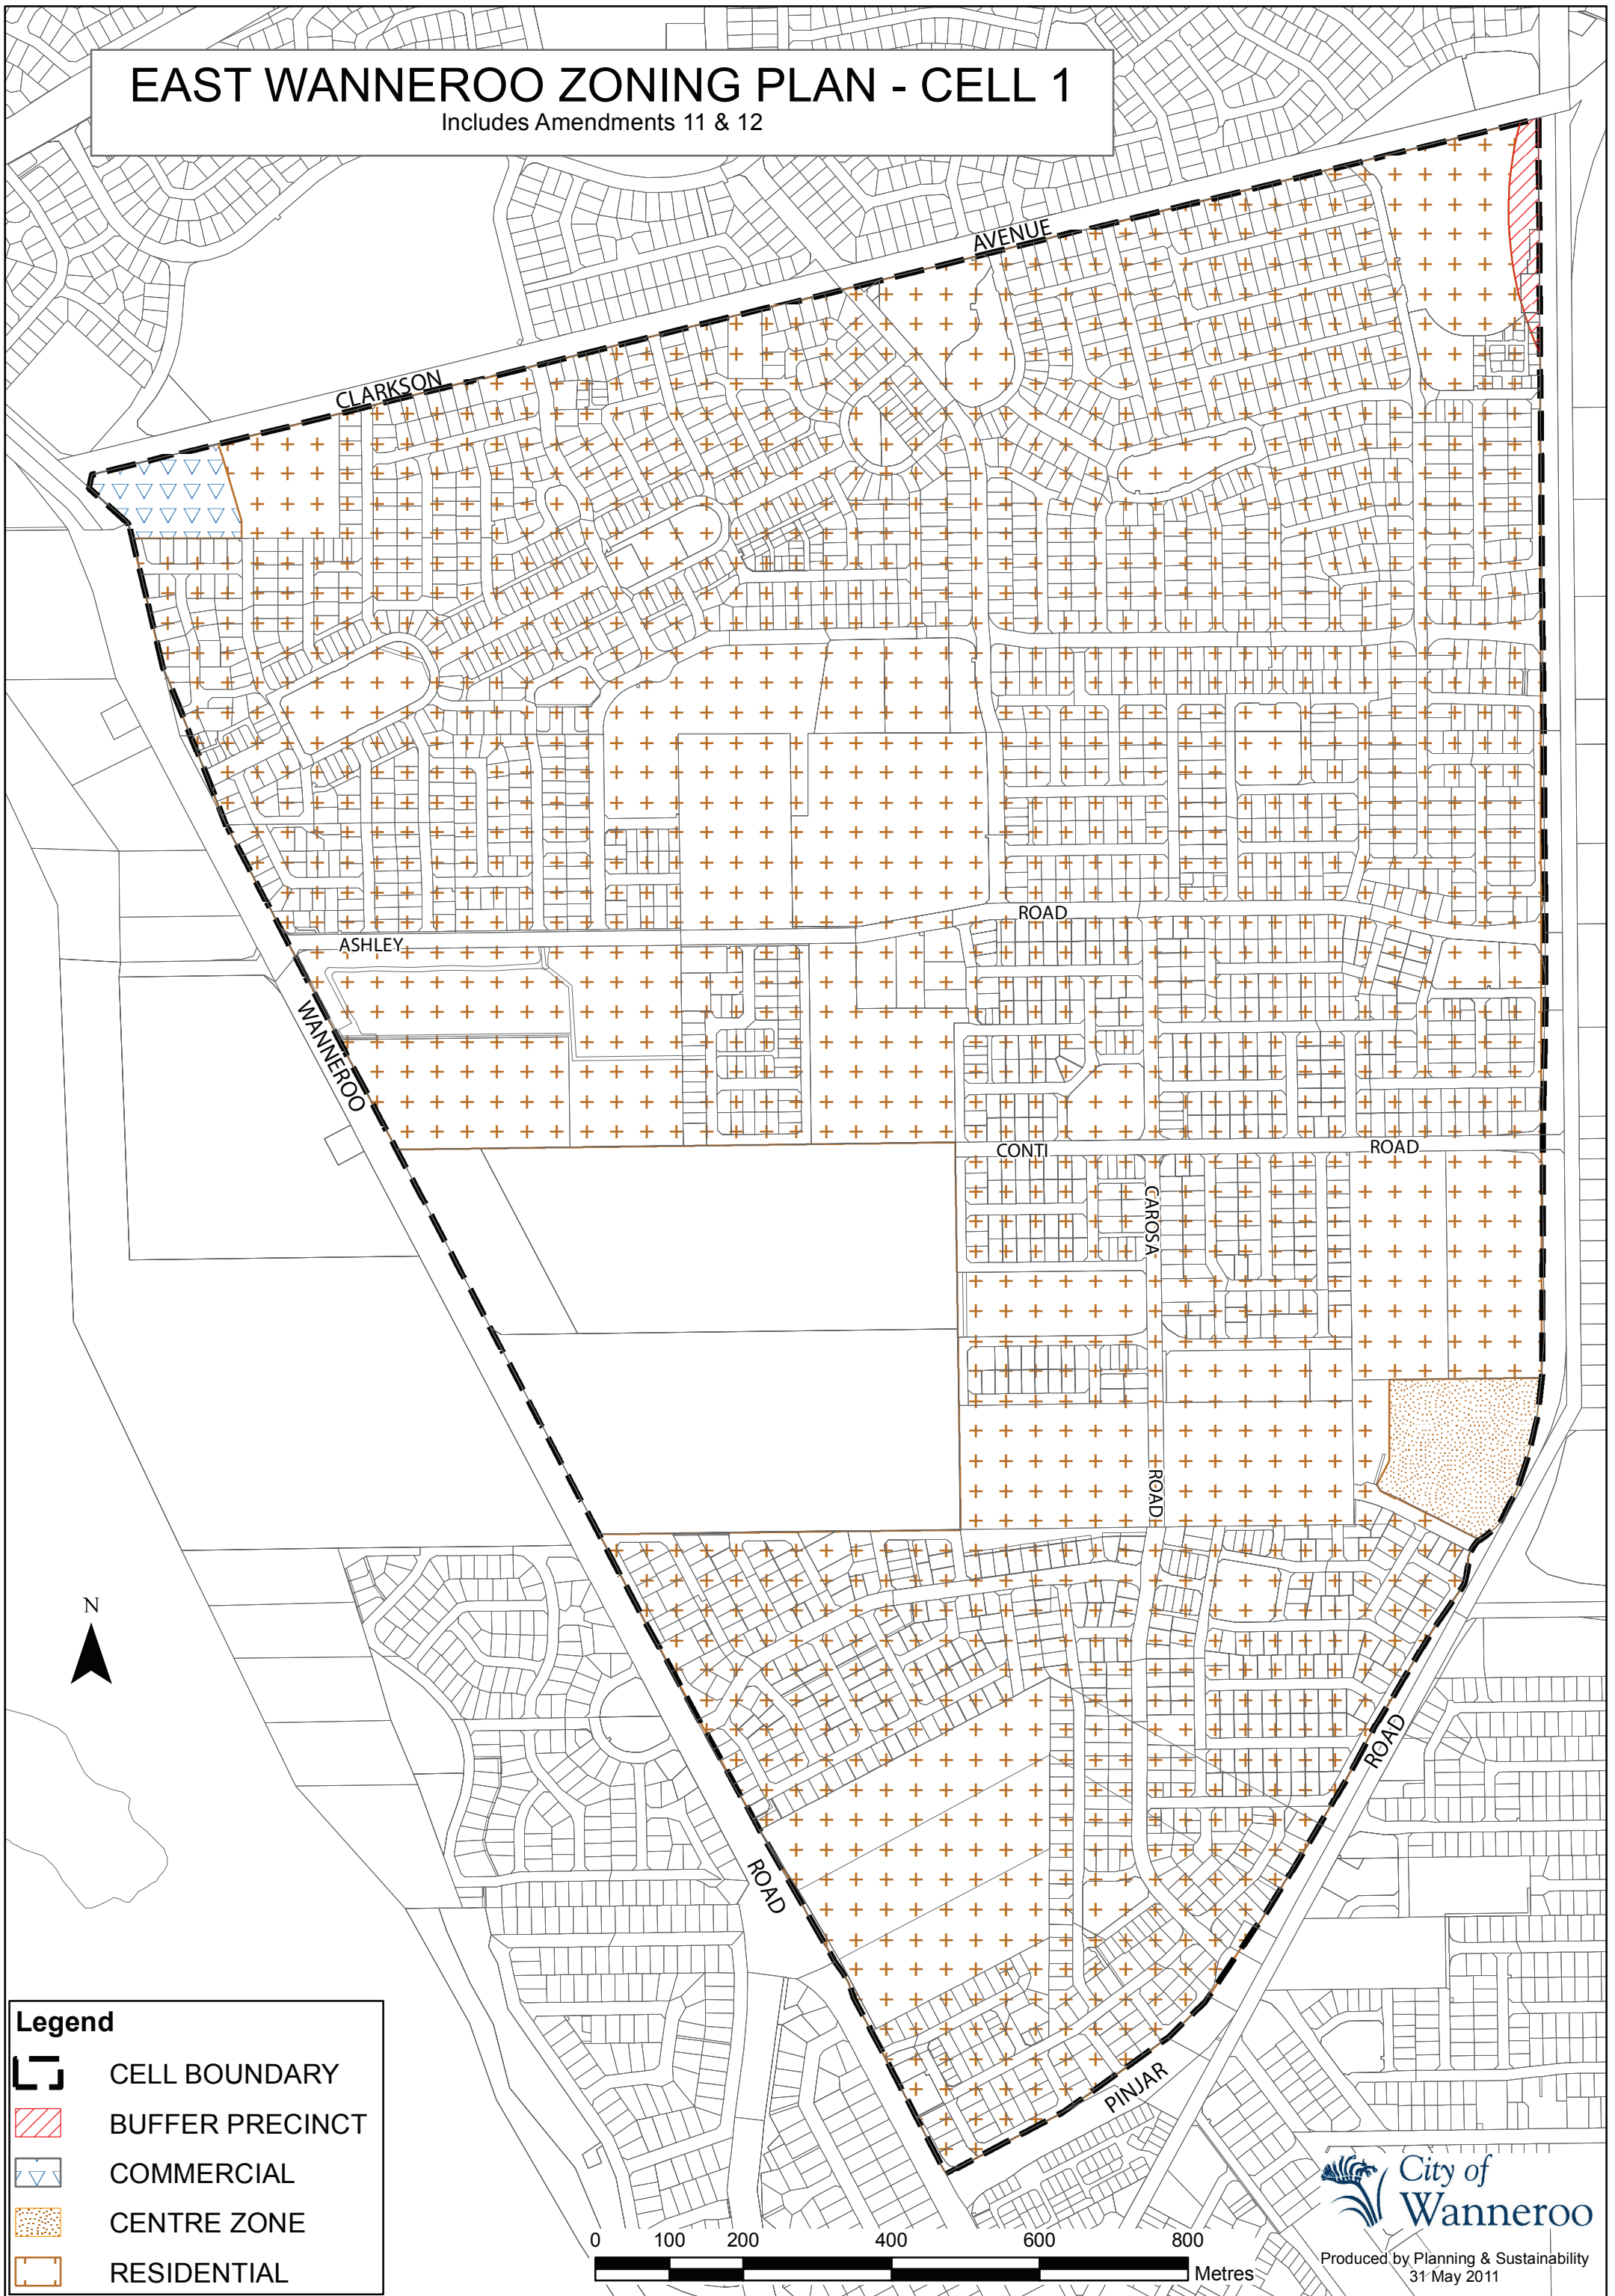 EAST WANNEROO ZONING PLAN - CELL 1
Includes Amendments 11 & 12
AVENUE
CLARKSON
ROAD
ASHLEY
WANNEROO
CONTI
ROAD
CAROSA
ROAD
N
ROAD
ROAD
PINJAR
Legend
CELL BOUNDARY
BUFFER PRECINCT
COMMERCIAL
CENTRE ZONE
RESIDENTIAL
0 100 200 400 600 800
Metres
City of
Wanneroo
Produced by Planning & Sustainability
31 May 2011